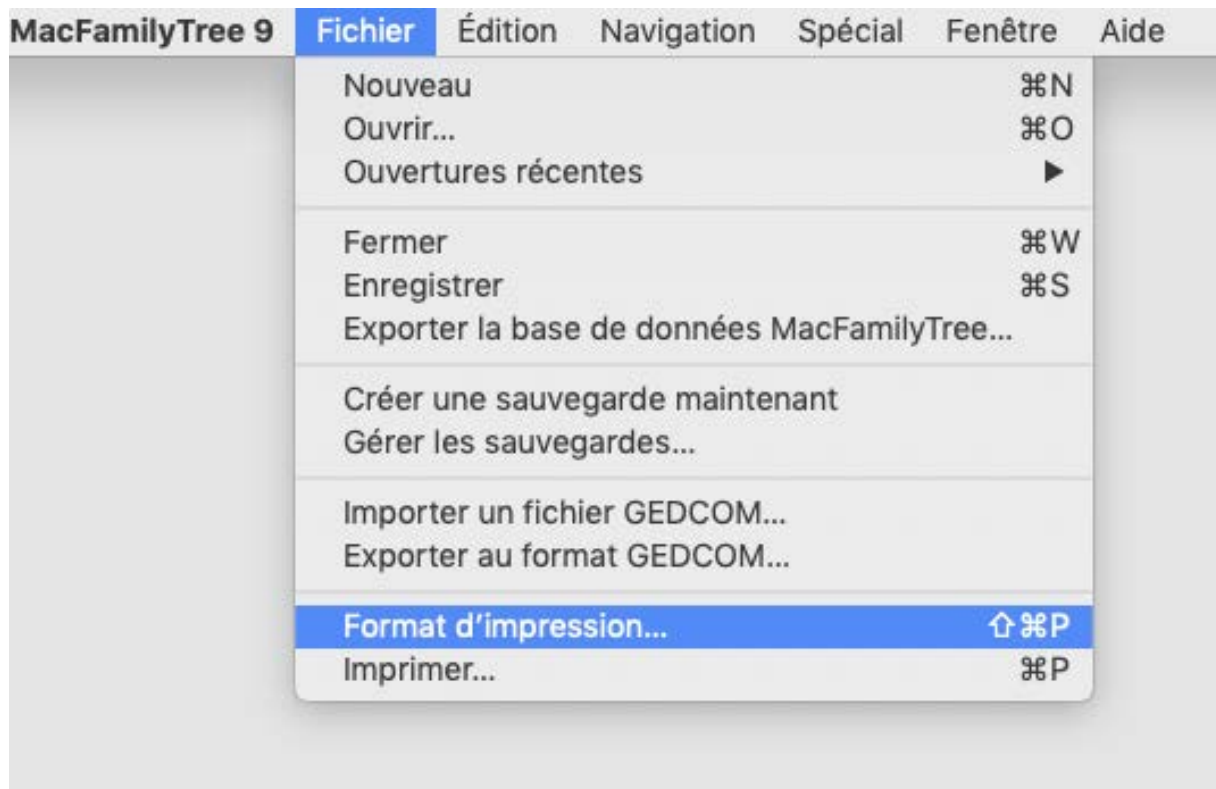 MacFamilyTree 9 Fichier Édition Navigation Spécial Fenêtre Aide
Nouveau ⌘N
Ouvrir... ⌘O
Ouvertures récentes ▶
Fermer ⌘W
Enregistrer ⌘S
Exporter la base de données MacFamilyTree...
Créer une sauvegarde maintenant
Gérer les sauvegardes...
Importer un fichier GEDCOM...
Exporter au format GEDCOM...
Format d’impression... ⇧⌘P
Imprimer... ⌘P